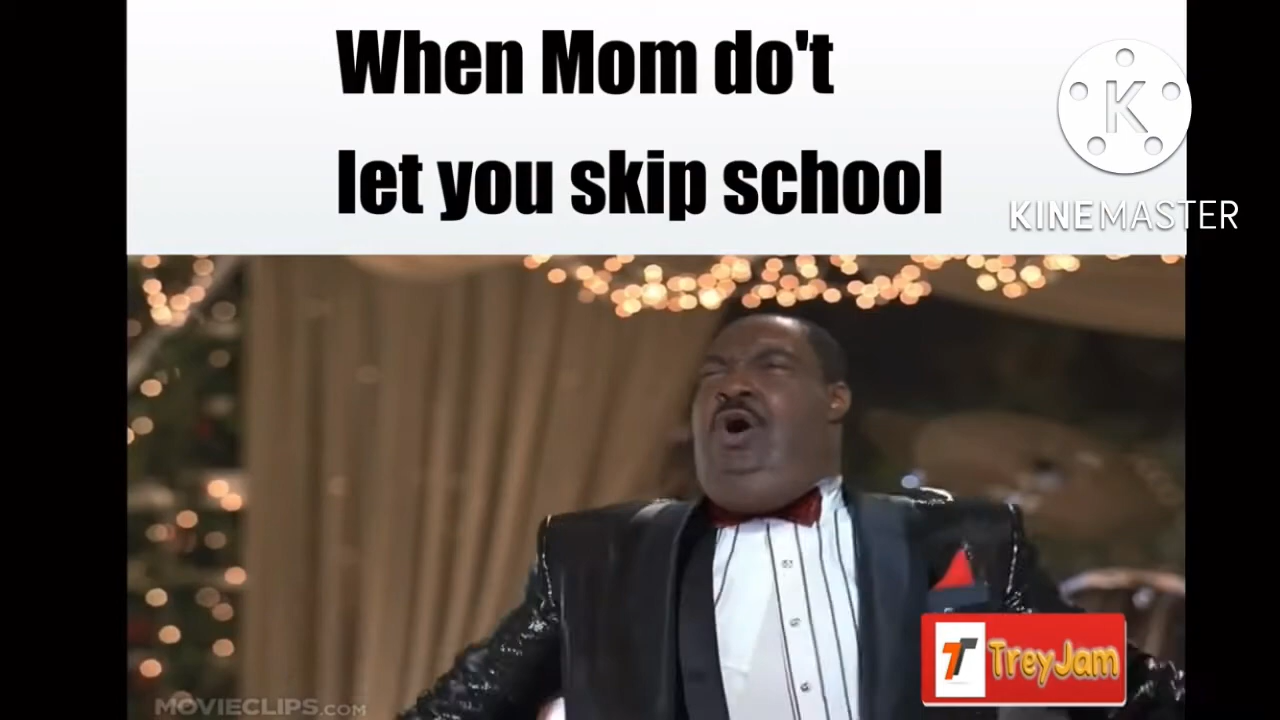 When Mom do't
let you skip school
K
KINEMASTER
T
TreyJam
MOVIECLIPS.COM